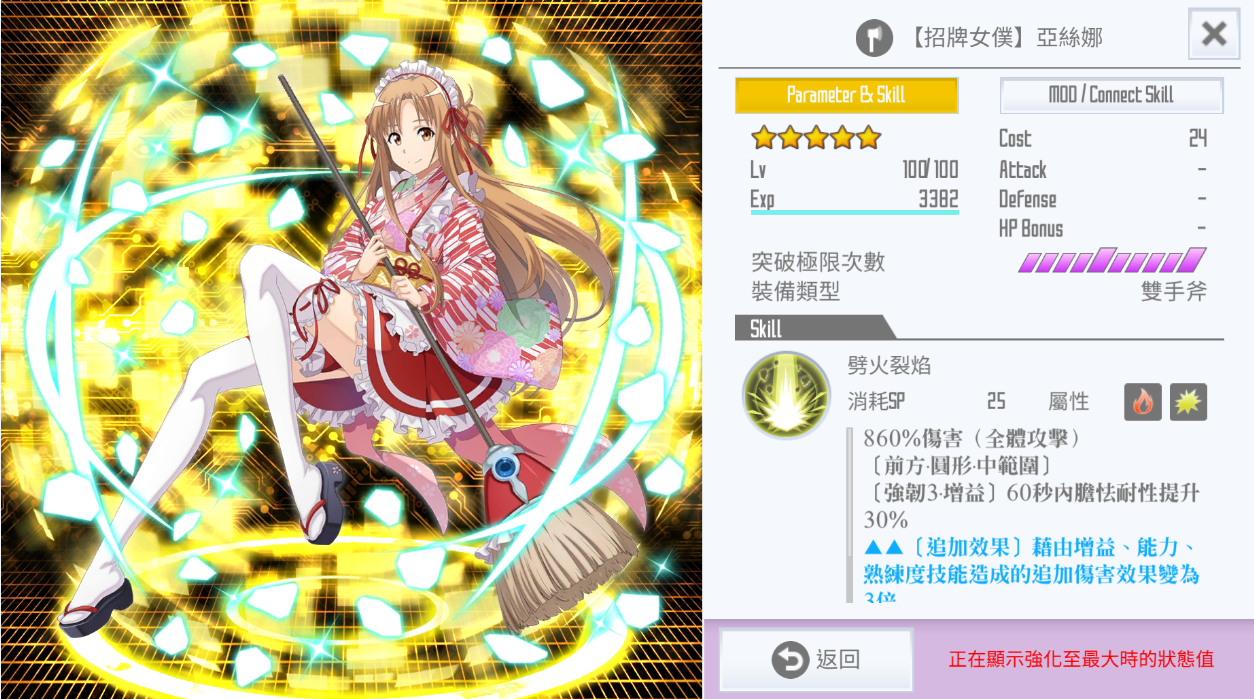 【招牌女僕】亞絲娜
Parameter & Skill
MOD / Connect Skill
Lv 100/100
Exp 3382
Cost 24
Attack -
Defense -
HP Bonus -
突破極限次數
裝備類型 雙手斧
Skill
劈火裂焰
消耗SP 25 屬性
860%傷害（全體攻擊）
〔前方·圓形·中範圍〕
〔強韌3·增益〕60秒內膽怯耐性提升
30%
▲▲〔追加效果〕藉由增益、能力、
熟練度技能造成的追加傷害效果變為
3倍
返回
正在顯示強化至最大時的狀態值